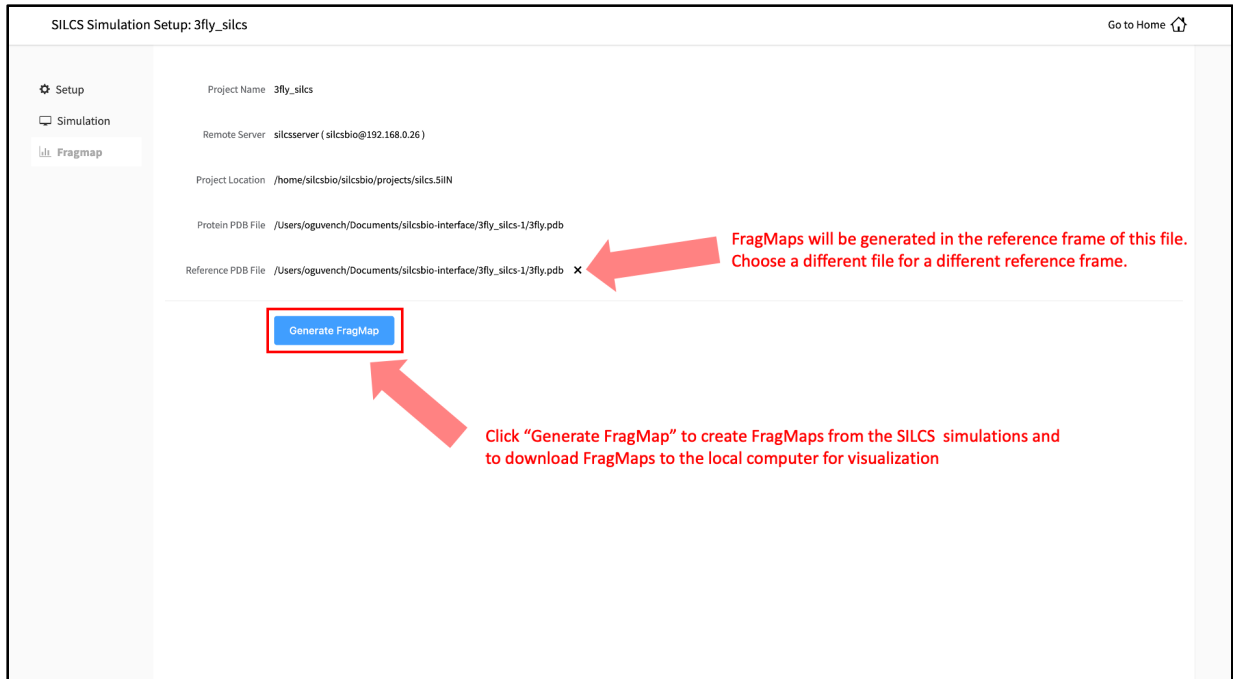 SILCS Simulation Setup: 3fly_silcs
Go to Home
Setup
Simulation
Fragmap
Project Name 3fly_silcs
Remote Server silcsserver ( silcsbio@192.168.0.26 )
Project Location /home/silcsbio/silcsbio/projects/silcs.5iIN
Protein PDB File /Users/oguvench/Documents/silcsbio-interface/3fly_silcs-1/3fly.pdb
Reference PDB File /Users/oguvench/Documents/silcsbio-interface/3fly_silcs-1/3fly.pdb
FragMaps will be generated in the reference frame of this file.
Choose a different file for a different reference frame.
Generate FragMap
Click “Generate FragMap” to create FragMaps from the SILCS simulations and
to download FragMaps to the local computer for visualization